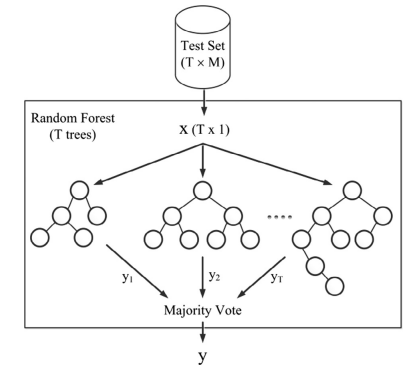 Test Set
(T × M)
Random Forest
(T trees)
X (T x 1)
y1
y2
yT
Majority Vote
y